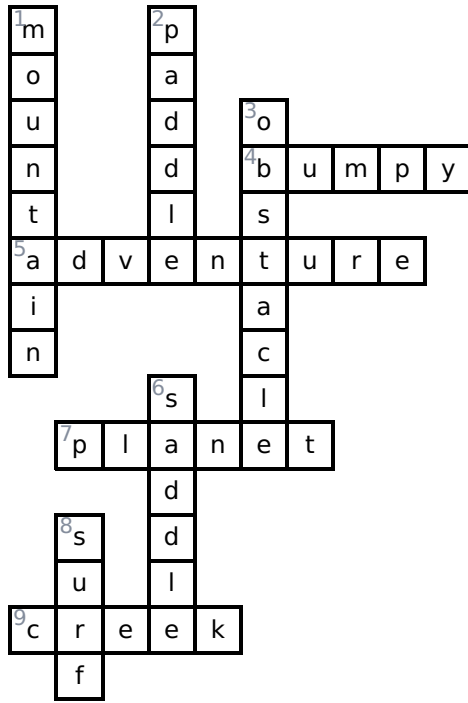 1m 2p
o a
u d 3o
n d 4b u m p y
t l s
5a d v e n t u r e
i a
n c
6s l
7p l a n e t
d
8s d
u l
9c r e e k
f